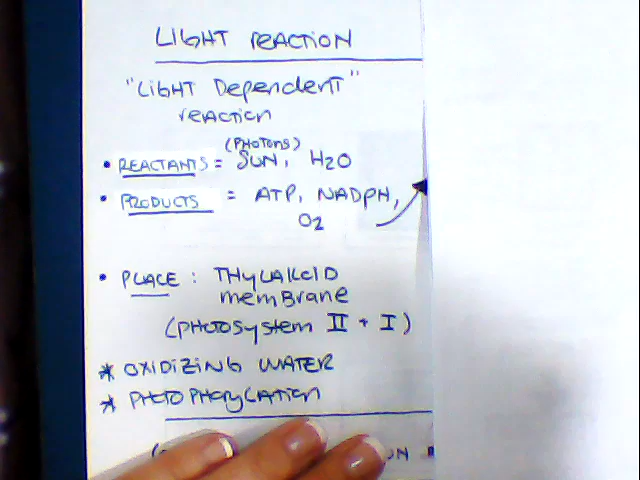 LIGHT REACTION
"LIGHT Dependent"
reaction
(PHOTONS)
• REACTANTS = SUN, H2O
• PRODUCTS = ATP, NADPH,
O2
• PLACE : THYLAKOID
membrane
(PHOTOSYSTEM II + I)
* OXIDIZING WATER
* PHOTOPHORYLATION